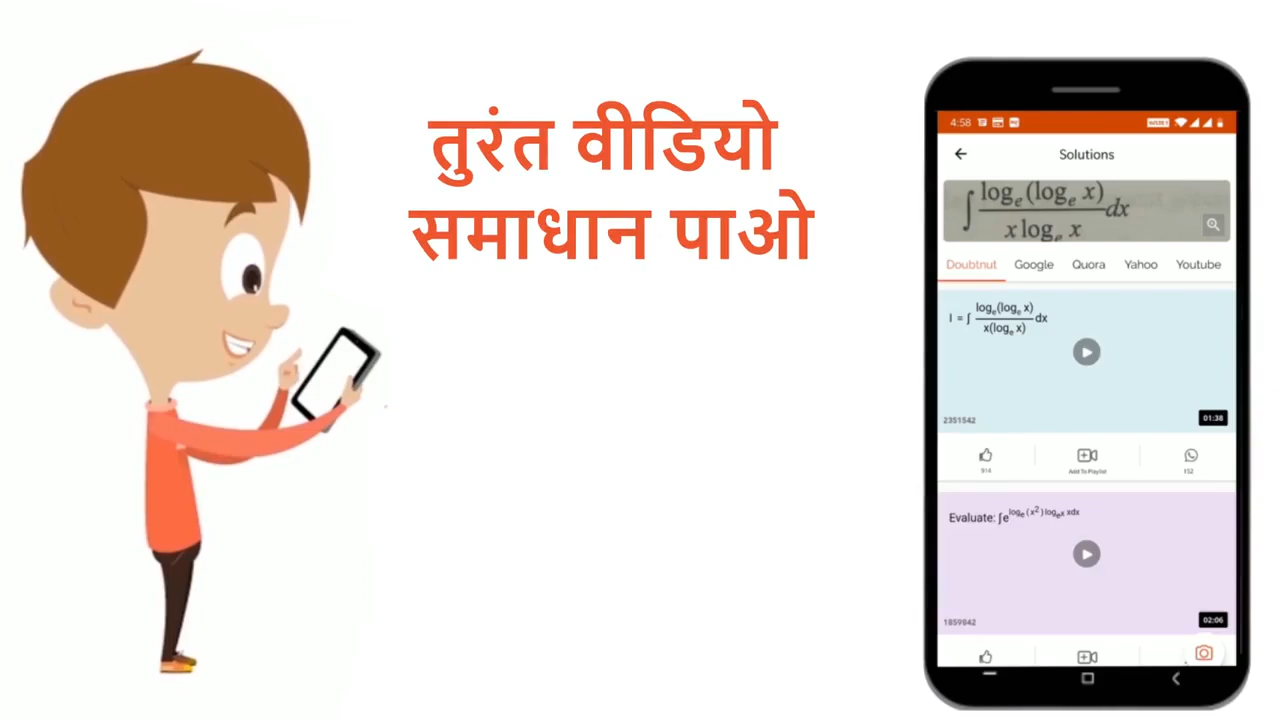 तुरंत वीडियो
समाधान पाओ
4:58
Solutions
∫ logₑ(logₑ x) / x logₑ x dx
Doubtnut Google Quora Yahoo Youtube
I = ∫ logₑ(logₑ x) / x(logₑ x) dx
2351542
01:38
914
Add To Playlist
152
Evaluate: ∫e^logₑ(x²)logₑx xdx
1859842
02:06